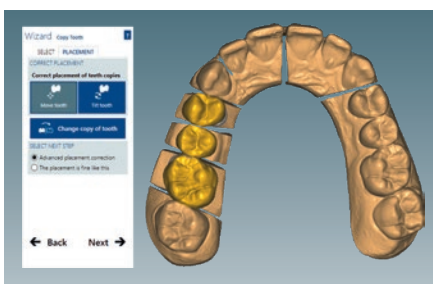 Wizard Copy Tooth
?
SELECT PLACEMENT
CORRECT PLACEMENT
Correct placement of teeth copies
Move tooth Tilt tooth
Change copy of tooth
SELECT NEXT STEP
Advanced placement correction
The placement is fine like this
Back Next